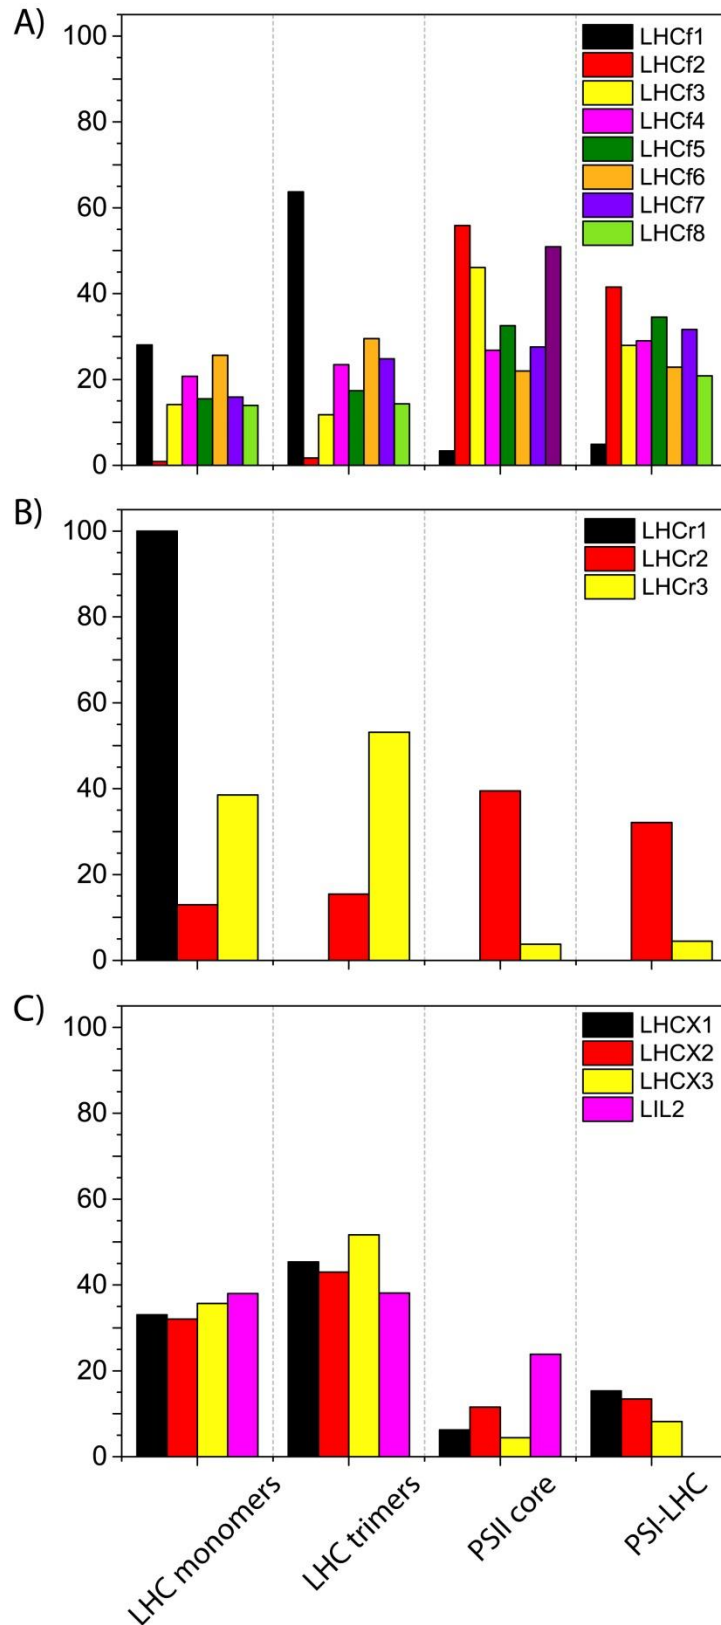 A)
100
80
60
40
20
0
LHCf1
LHCf2
LHCf3
LHCf4
LHCf5
LHCf6
LHCf7
LHCf8
B)
100
80
60
40
20
0
LHCr1
LHCr2
LHCr3
C)
100
80
60
40
20
0
LHCX1
LHCX2
LHCX3
LIL2
LHC monomers
LHC trimers
PSII core
PSI-LHC